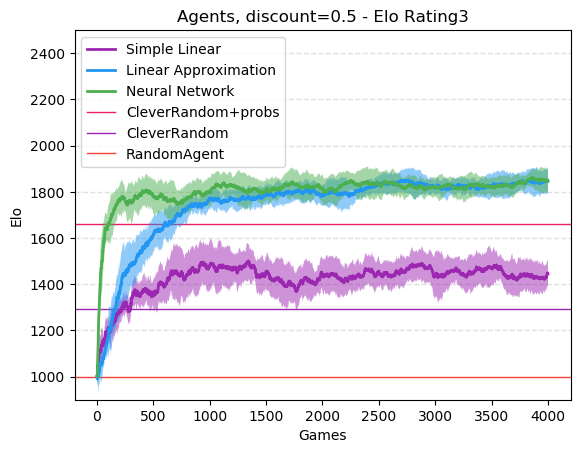 Agents, discount=0.5 - Elo Rating3
Simple Linear
Linear Approximation
Neural Network
CleverRandom+probs
CleverRandom
RandomAgent
2400
2200
2000
1800
1600
1400
1200
1000
Elo
0 500 1000 1500 2000 2500 3000 3500 4000
Games